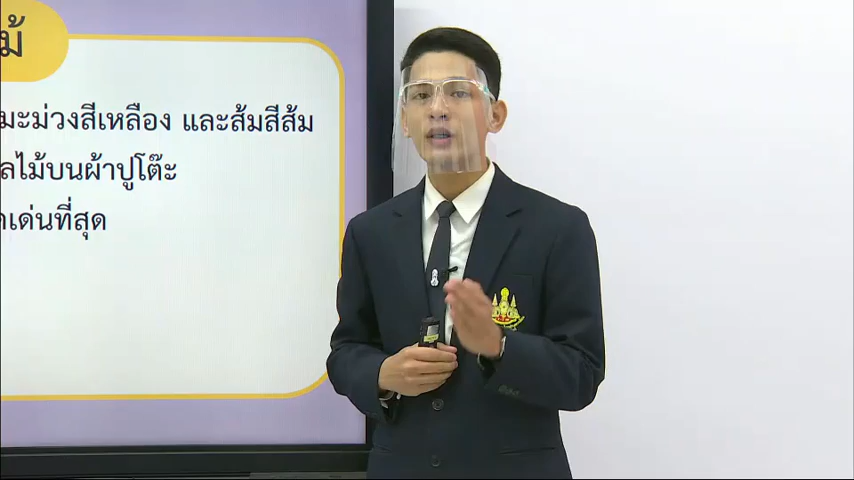 มะม่วงสีเหลือง และส้มสีส้ม
ลไม้บนผ้าปูโต๊ะ
เด่นที่สุด